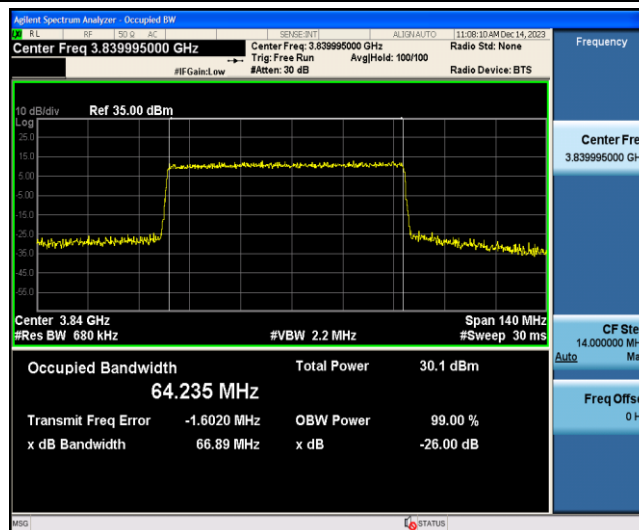 Agilent Spectrum Analyzer - Occupied BW
RL RF 50 Ω AC SENSE:INT ALIGN AUTO 11:08:10 AM Dec 14, 2023
Center Freq 3.839995000 GHz
Center Freq: 3.839995000 GHz Radio Std: None
Trig: Free Run Avg|Hold: 100/100
#IFGain:Low #Atten: 30 dB Radio Device: BTS
10 dB/div Ref 35.00 dBm
Log
25.0
15.0
5.00
-5.00
-15.0
-25.0
-35.0
-45.0
-55.0
Center 3.84 GHz Span 140 MHz
#Res BW 680 kHz #VBW 2.2 MHz #Sweep 30 ms
Occupied Bandwidth Total Power 30.1 dBm
64.235 MHz
Transmit Freq Error -1.6020 MHz OBW Power 99.00 %
x dB Bandwidth 66.89 MHz x dB -26.00 dB
Frequency
Center Fre
3.839995000 GH
CF Ste
14.000000 MH
Auto Ma
Freq Offse
0 H
MSG STATUS